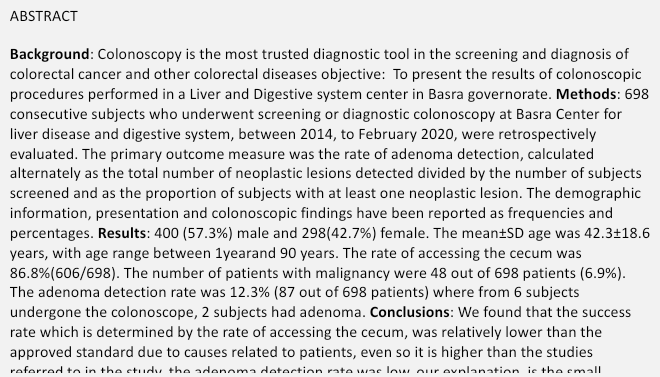 ABSTRACT
Background: Colonoscopy is the most trusted diagnostic tool in the screening and diagnosis of
colorectal cancer and other colorectal diseases objective:  To present the results of colonoscopic
procedures performed in a Liver and Digestive system center in Basra governorate. Methods: 698
consecutive subjects who underwent screening or diagnostic colonoscopy at Basra Center for
liver disease and digestive system, between 2014, to February 2020, were retrospectively
evaluated. The primary outcome measure was the rate of adenoma detection, calculated
alternately as the total number of neoplastic lesions detected divided by the number of subjects
screened and as the proportion of subjects with at least one neoplastic lesion. The demographic
information, presentation and colonoscopic findings have been reported as frequencies and
percentages. Results: 400 (57.3%) male and 298(42.7%) female. The mean±SD age was 42.3±18.6
years, with age range between 1yearand 90 years. The rate of accessing the cecum was
86.8%(606/698). The number of patients with malignancy were 48 out of 698 patients (6.9%).
The adenoma detection rate was 12.3% (87 out of 698 patients) where from 6 subjects
undergone the colonoscope, 2 subjects had adenoma. Conclusions: We found that the success
rate which is determined by the rate of accessing the cecum, was relatively lower than the
approved standard due to causes related to patients, even so it is higher than the studies
referred to in the study, the adenoma detection rate was low, our explanation, is the small